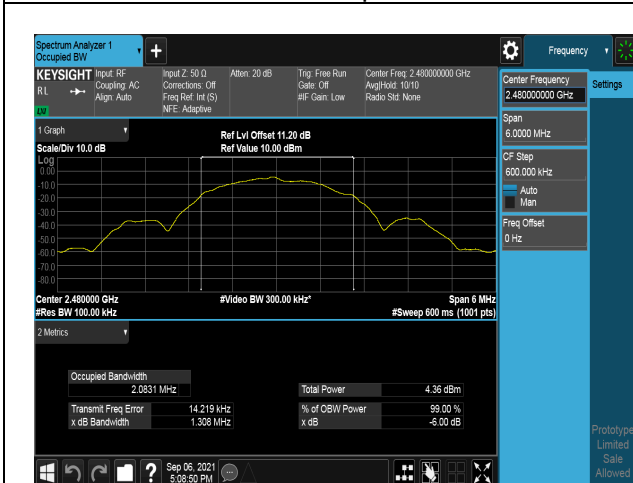 Spectrum Analyzer 1
Occupied BW
Frequency
KEYSIGHT
R L
Input: RF
Coupling: AC
Align: Auto
Input Z: 50 Ω
Corrections: Off
Freq Ref: Int (S)
NFE: Adaptive
Atten: 20 dB
Trig: Free Run
Gate: Off
#IF Gain: Low
Center Freq: 2.480000000 GHz
Avg|Hold: 10/10
Radio Std: None
1 Graph
Scale/Div 10.0 dB
Ref Lvl Offset 11.20 dB
Ref Value 10.00 dBm
Log
0.00
-10.0
-20.0
-30.0
-40.0
-50.0
-60.0
-70.0
-80.0
Center 2.480000 GHz
#Res BW 100.00 kHz
#Video BW 300.00 kHz*
Span 6 MHz
#Sweep 600 ms (1001 pts)
2 Metrics
Occupied Bandwidth
2.0831 MHz
Total Power 4.36 dBm
Transmit Freq Error 14.219 kHz
% of OBW Power 99.00 %
x dB Bandwidth 1.308 MHz
x dB -6.00 dB
Center Frequency
2.480000000 GHz
Settings
Span
6.0000 MHz
CF Step
600.000 kHz
Auto
Man
Freq Offset
0 Hz
Prototype
Limited
Sale
Allowed
Sep 06, 2021
5:08:50 PM